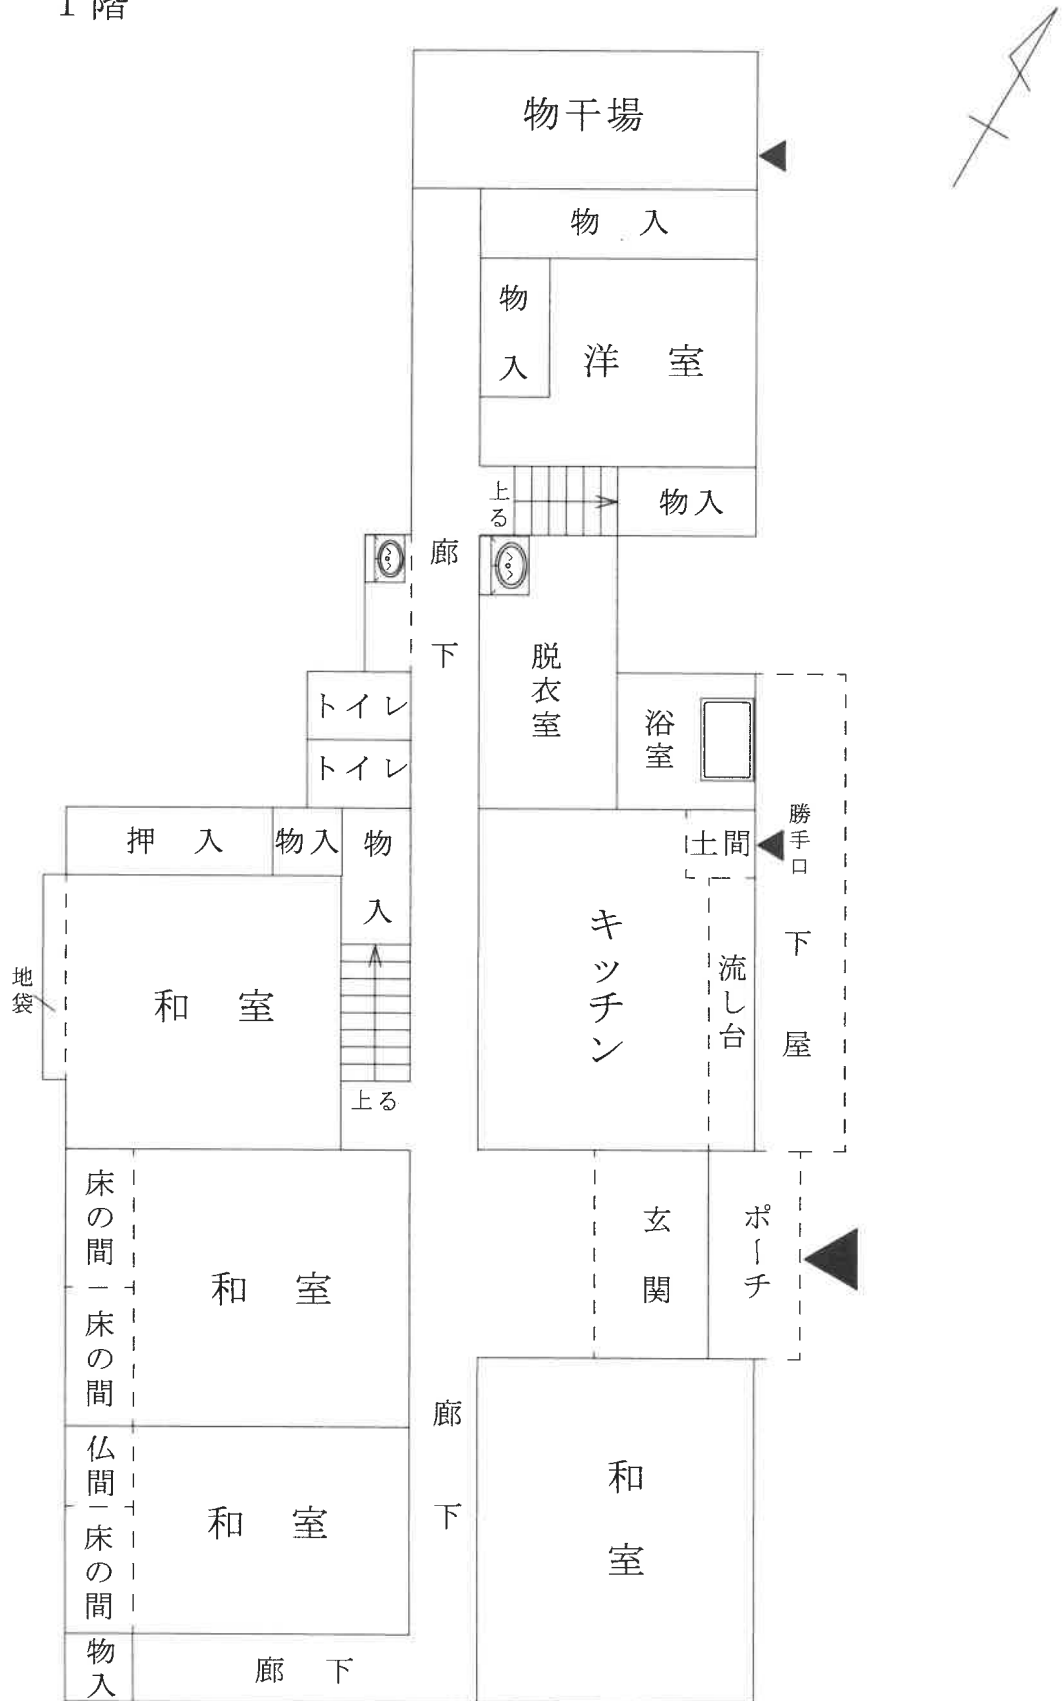 1階
物干場
物入
物入
洋室
上る
物入
廊下
脱衣室
トイレ
浴室
トイレ
押入
物入
物入
土間
勝手口
地袋
和室
キッチン
流し台
下屋
上る
床の間
和室
玄関
ポーチ
床の間
廊下
仏間
和室
和室
床の間
物入
廊下